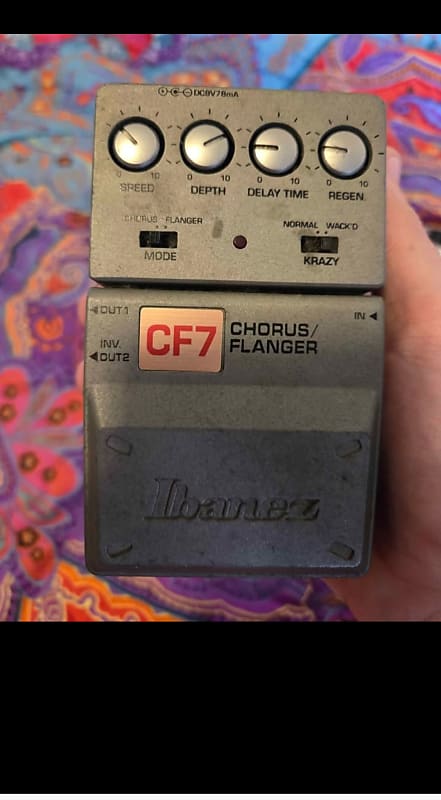 DC9V78mA
0 10 0 10 0 10 0 10
SPEED DEPTH DELAY TIME REGEN.
CHORUS FLANGER NORMAL WACK'D
MODE KRAZY
OUT1 IN
INV.
OUT2
CF7
CHORUS/
FLANGER
Ibanez